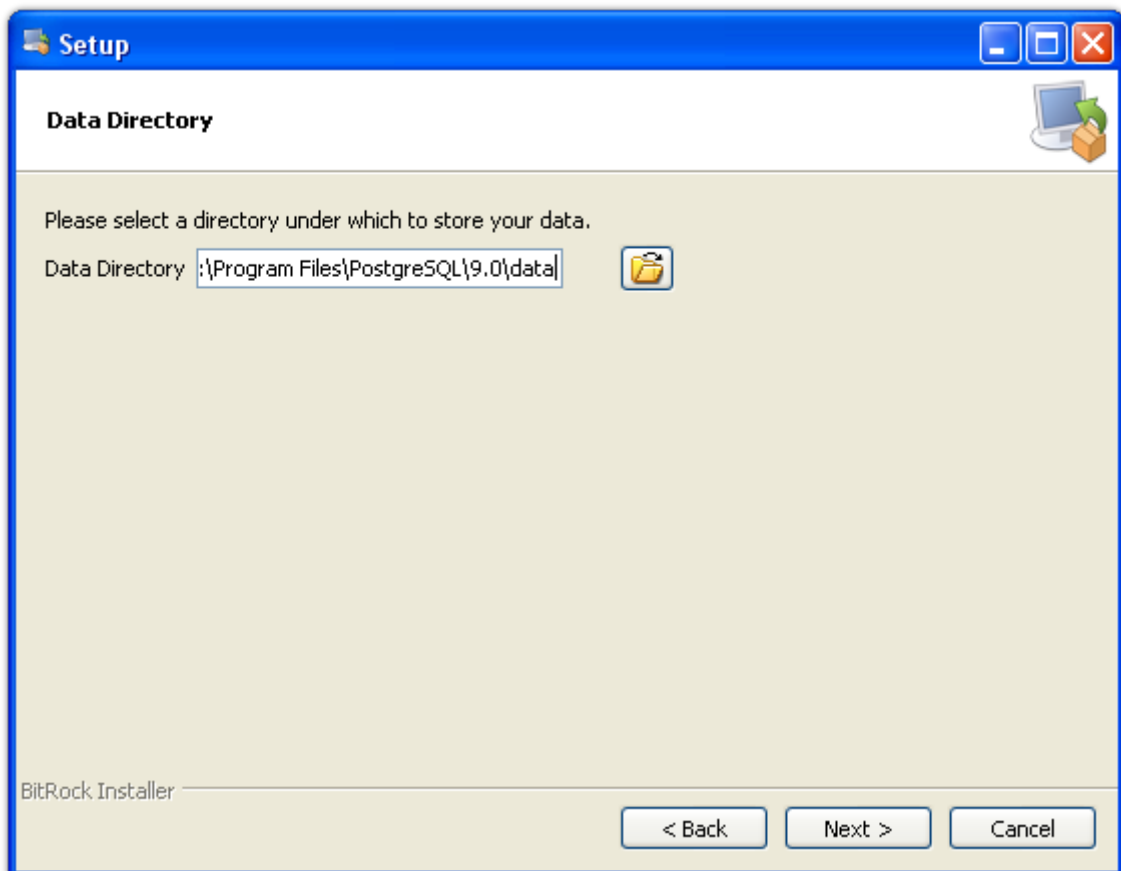 Setup
Data Directory
Please select a directory under which to store your data.
Data Directory :\Program Files\PostgreSQL\9.0\data
BitRock Installer
< Back Next > Cancel